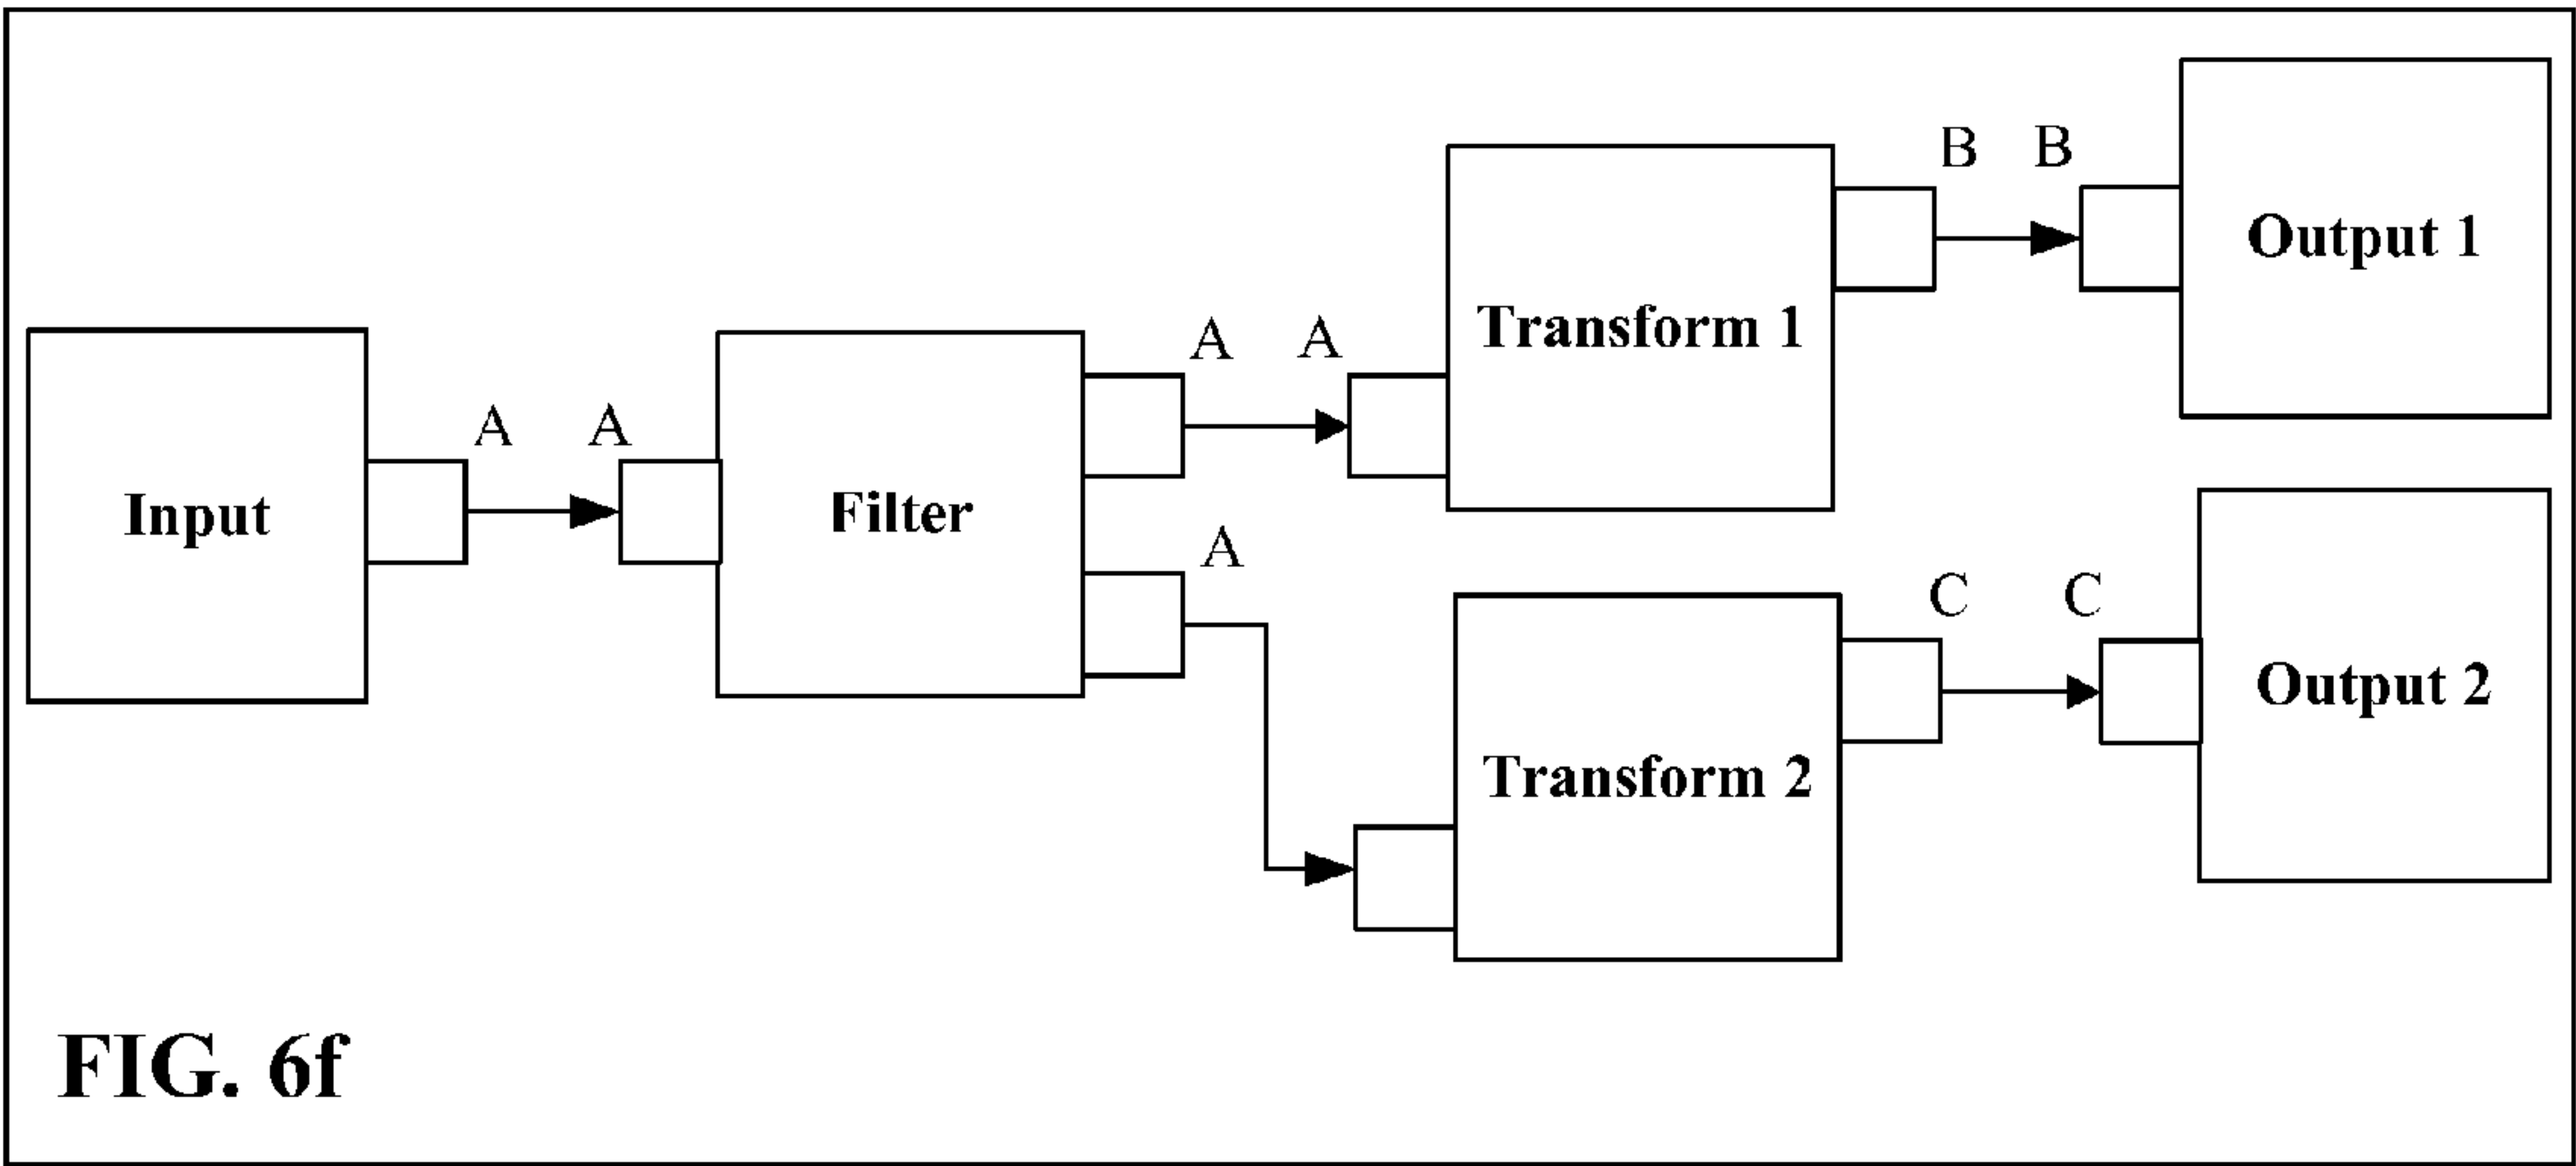 B B
Output 1
Transform 1
A A
A A
Input
Filter
A
C C
Output 2
Transform 2
FIG. 6f